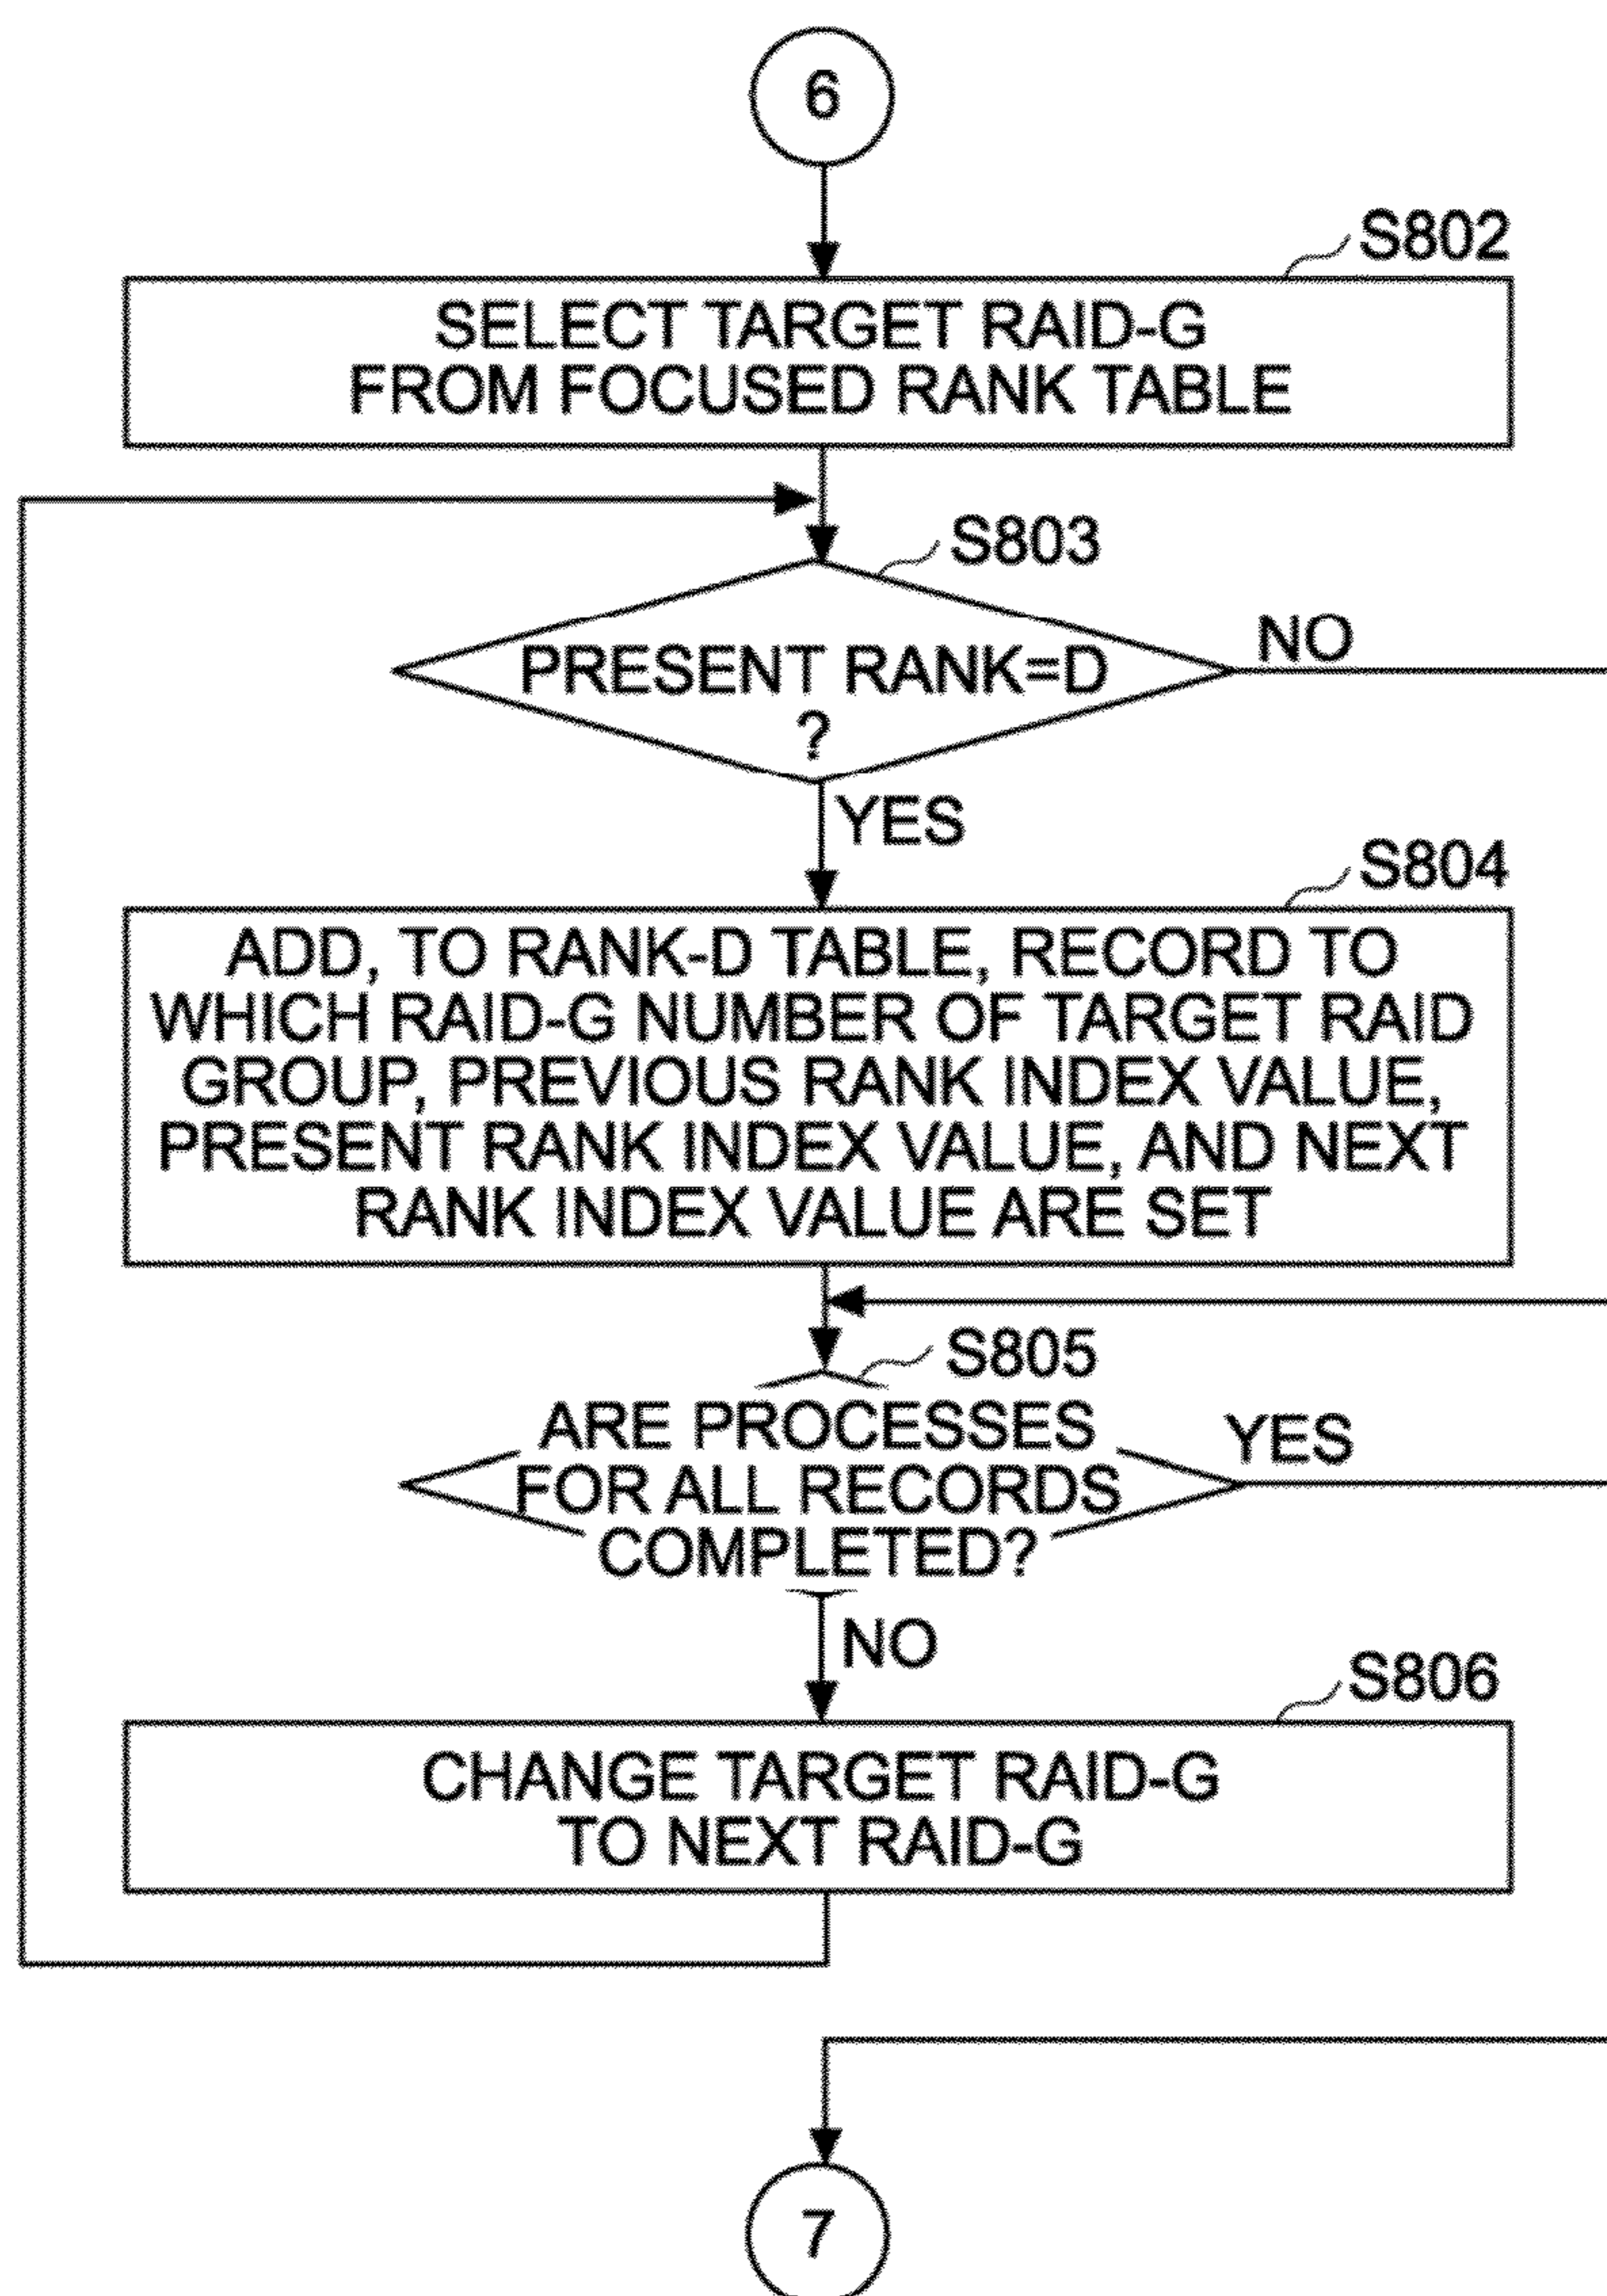 6
S802
SELECT TARGET RAID-G
FROM FOCUSED RANK TABLE
S803
PRESENT RANK=D
?
NO
YES
S804
ADD, TO RANK-D TABLE, RECORD TO
WHICH RAID-G NUMBER OF TARGET RAID
GROUP, PREVIOUS RANK INDEX VALUE,
PRESENT RANK INDEX VALUE, AND NEXT
RANK INDEX VALUE ARE SET
S805
ARE PROCESSES
FOR ALL RECORDS
COMPLETED?
YES
NO
S806
CHANGE TARGET RAID-G
TO NEXT RAID-G
7